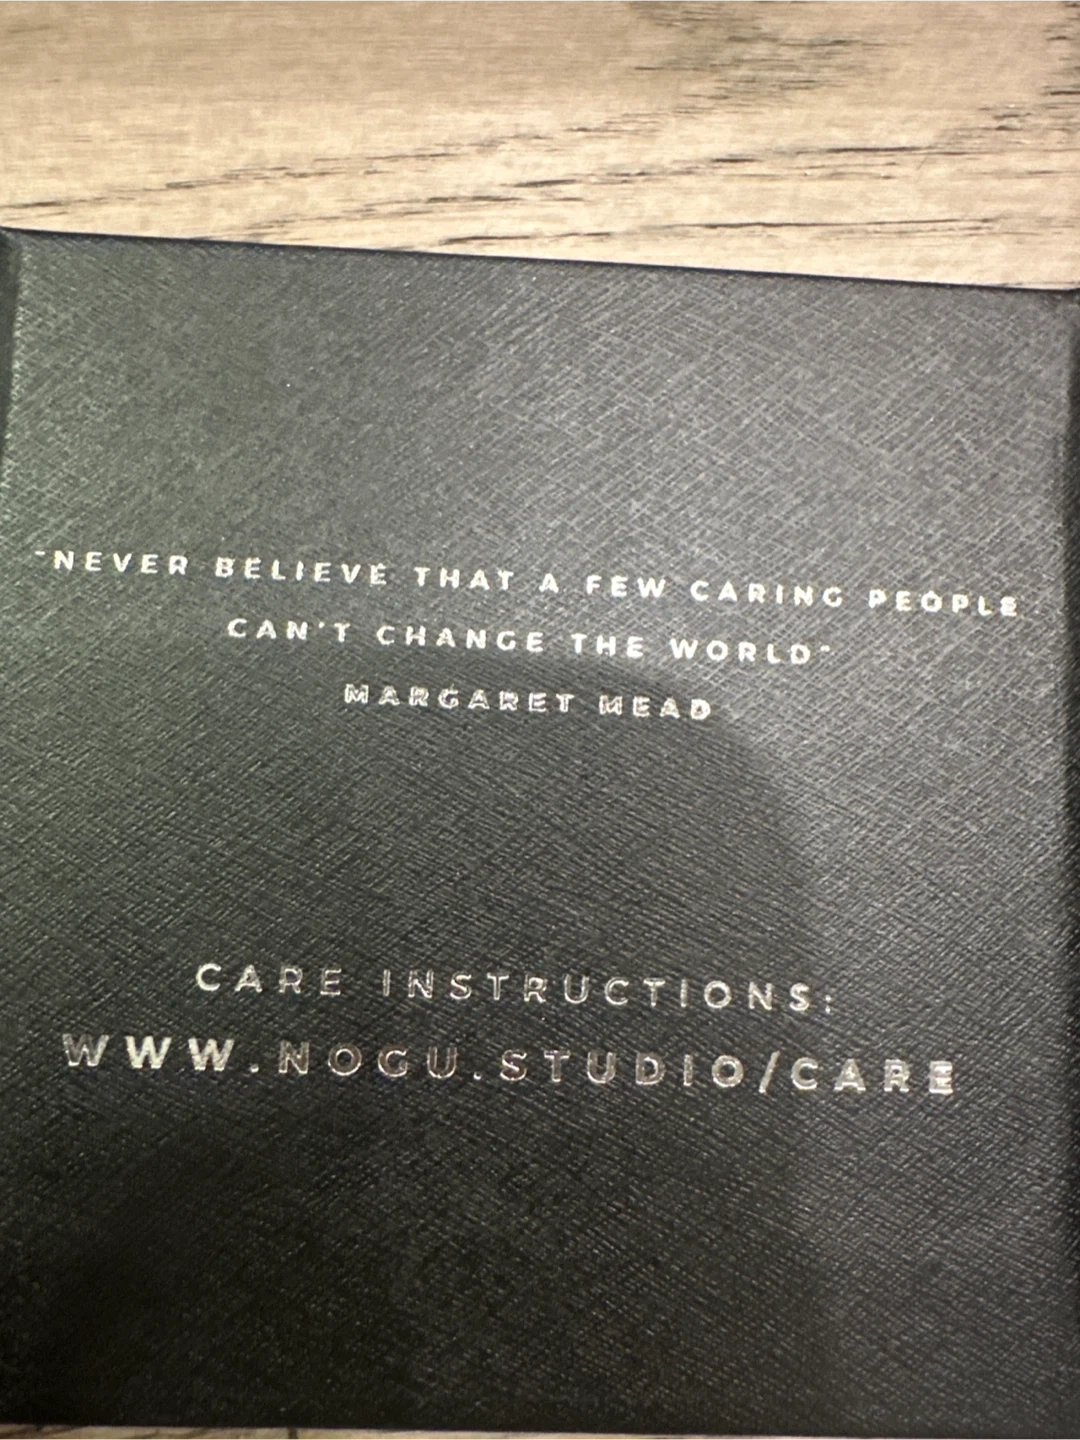 "NEVER BELIEVE THAT A FEW CARING PEOPLE
CAN'T CHANGE THE WORLD"
MARGARET MEAD
CARE INSTRUCTIONS:
WWW.NOGU.STUDIO/CARE